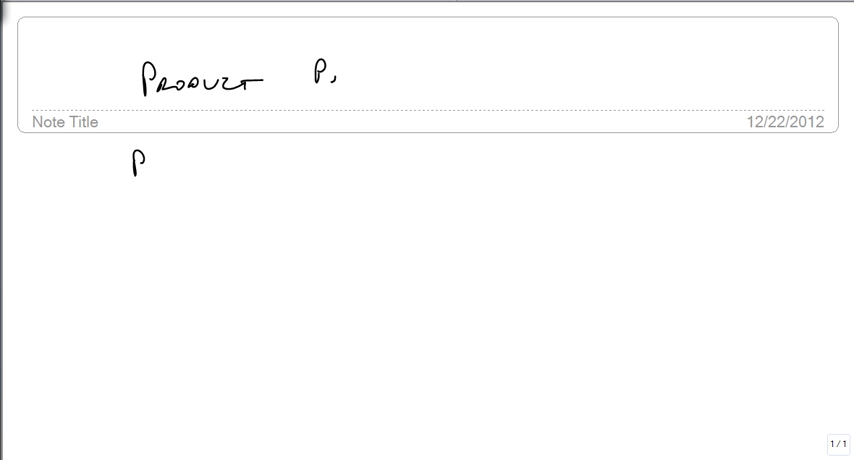 PRODUCT P,
Note Title 12/22/2012
P
1 / 1